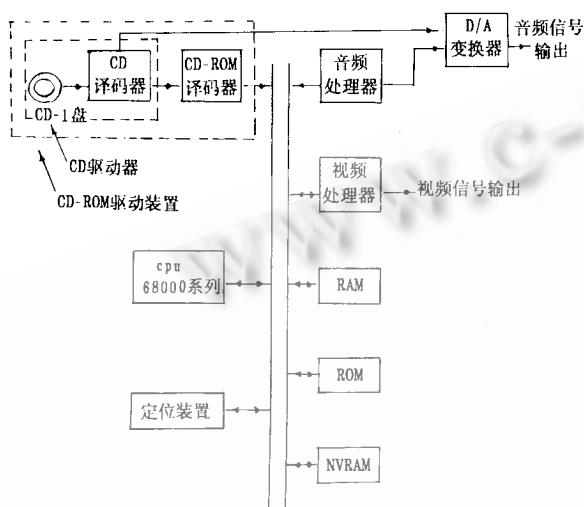 D/A
变换器
音频信号
输出
CD
译码器
CD-ROM
译码器
音频
处理器
CD-1盘
CD驱动器
CD-ROM驱动装置
视频
处理器
视频信号输出
cpu
68000系列
RAM
定位装置
ROM
NVRAM
www.c-